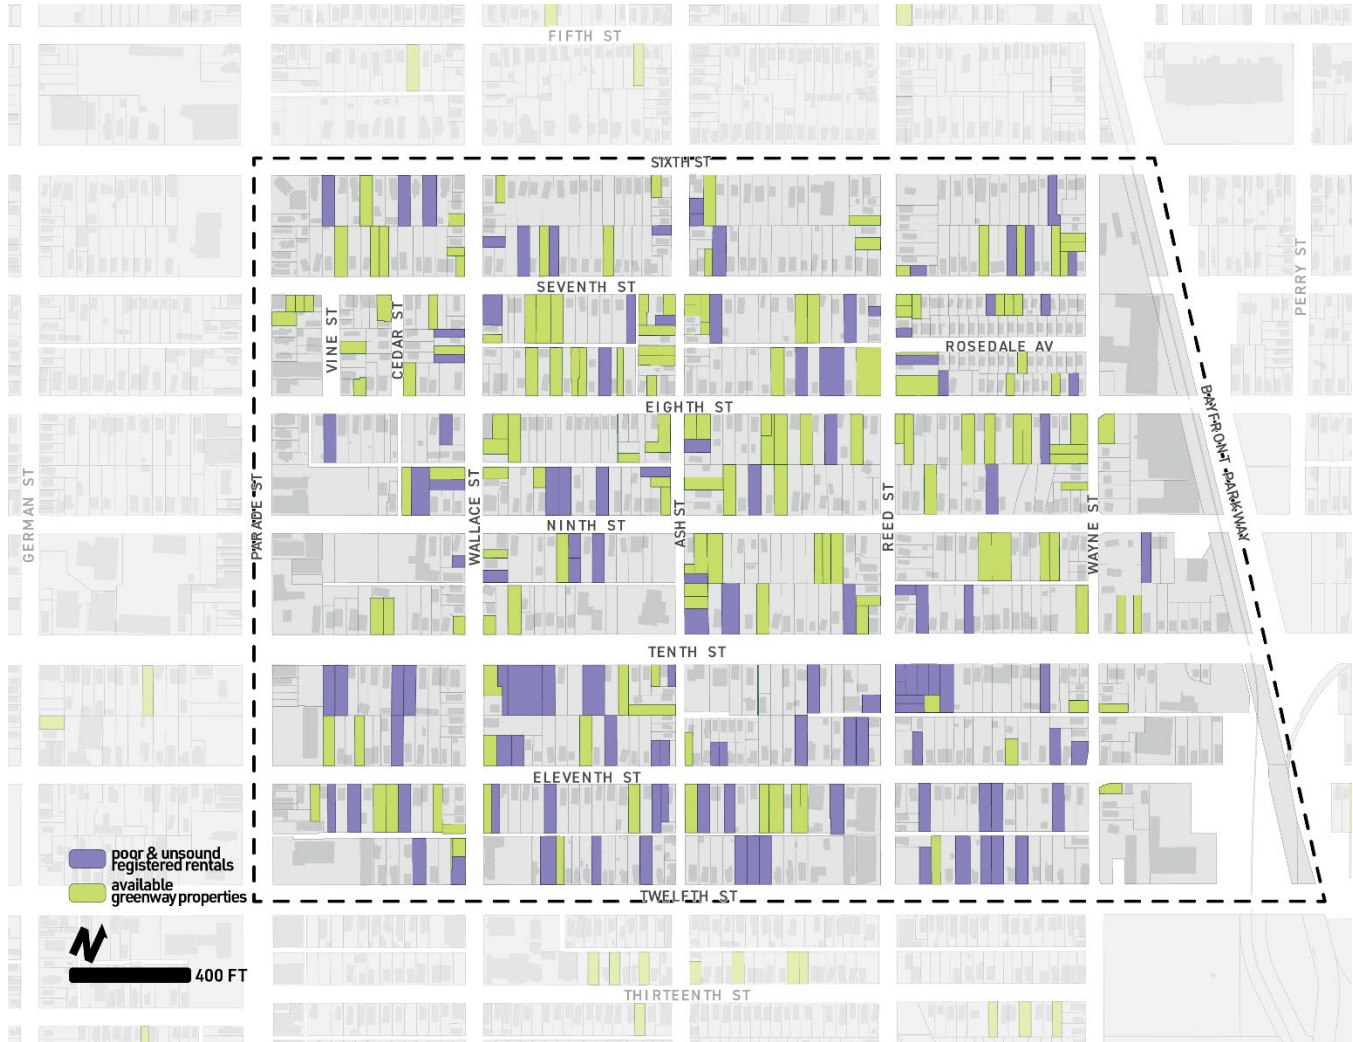 FIFTH ST
SIXTH ST
SEVENTH ST
VINE ST
CEDAR ST
ROSEDALE AV
PERRY ST
EIGHTH ST
BAYFRONT PARKWAY
GERMAN ST
PARADE ST
WALLACE ST
NINTH ST
ASH ST
REED ST
WAYNE ST
TENTH ST
ELEVENTH ST
poor & unsound
registered rentals
available
greenway properties
TWELFTH ST
N
400 FT
THIRTEENTH ST